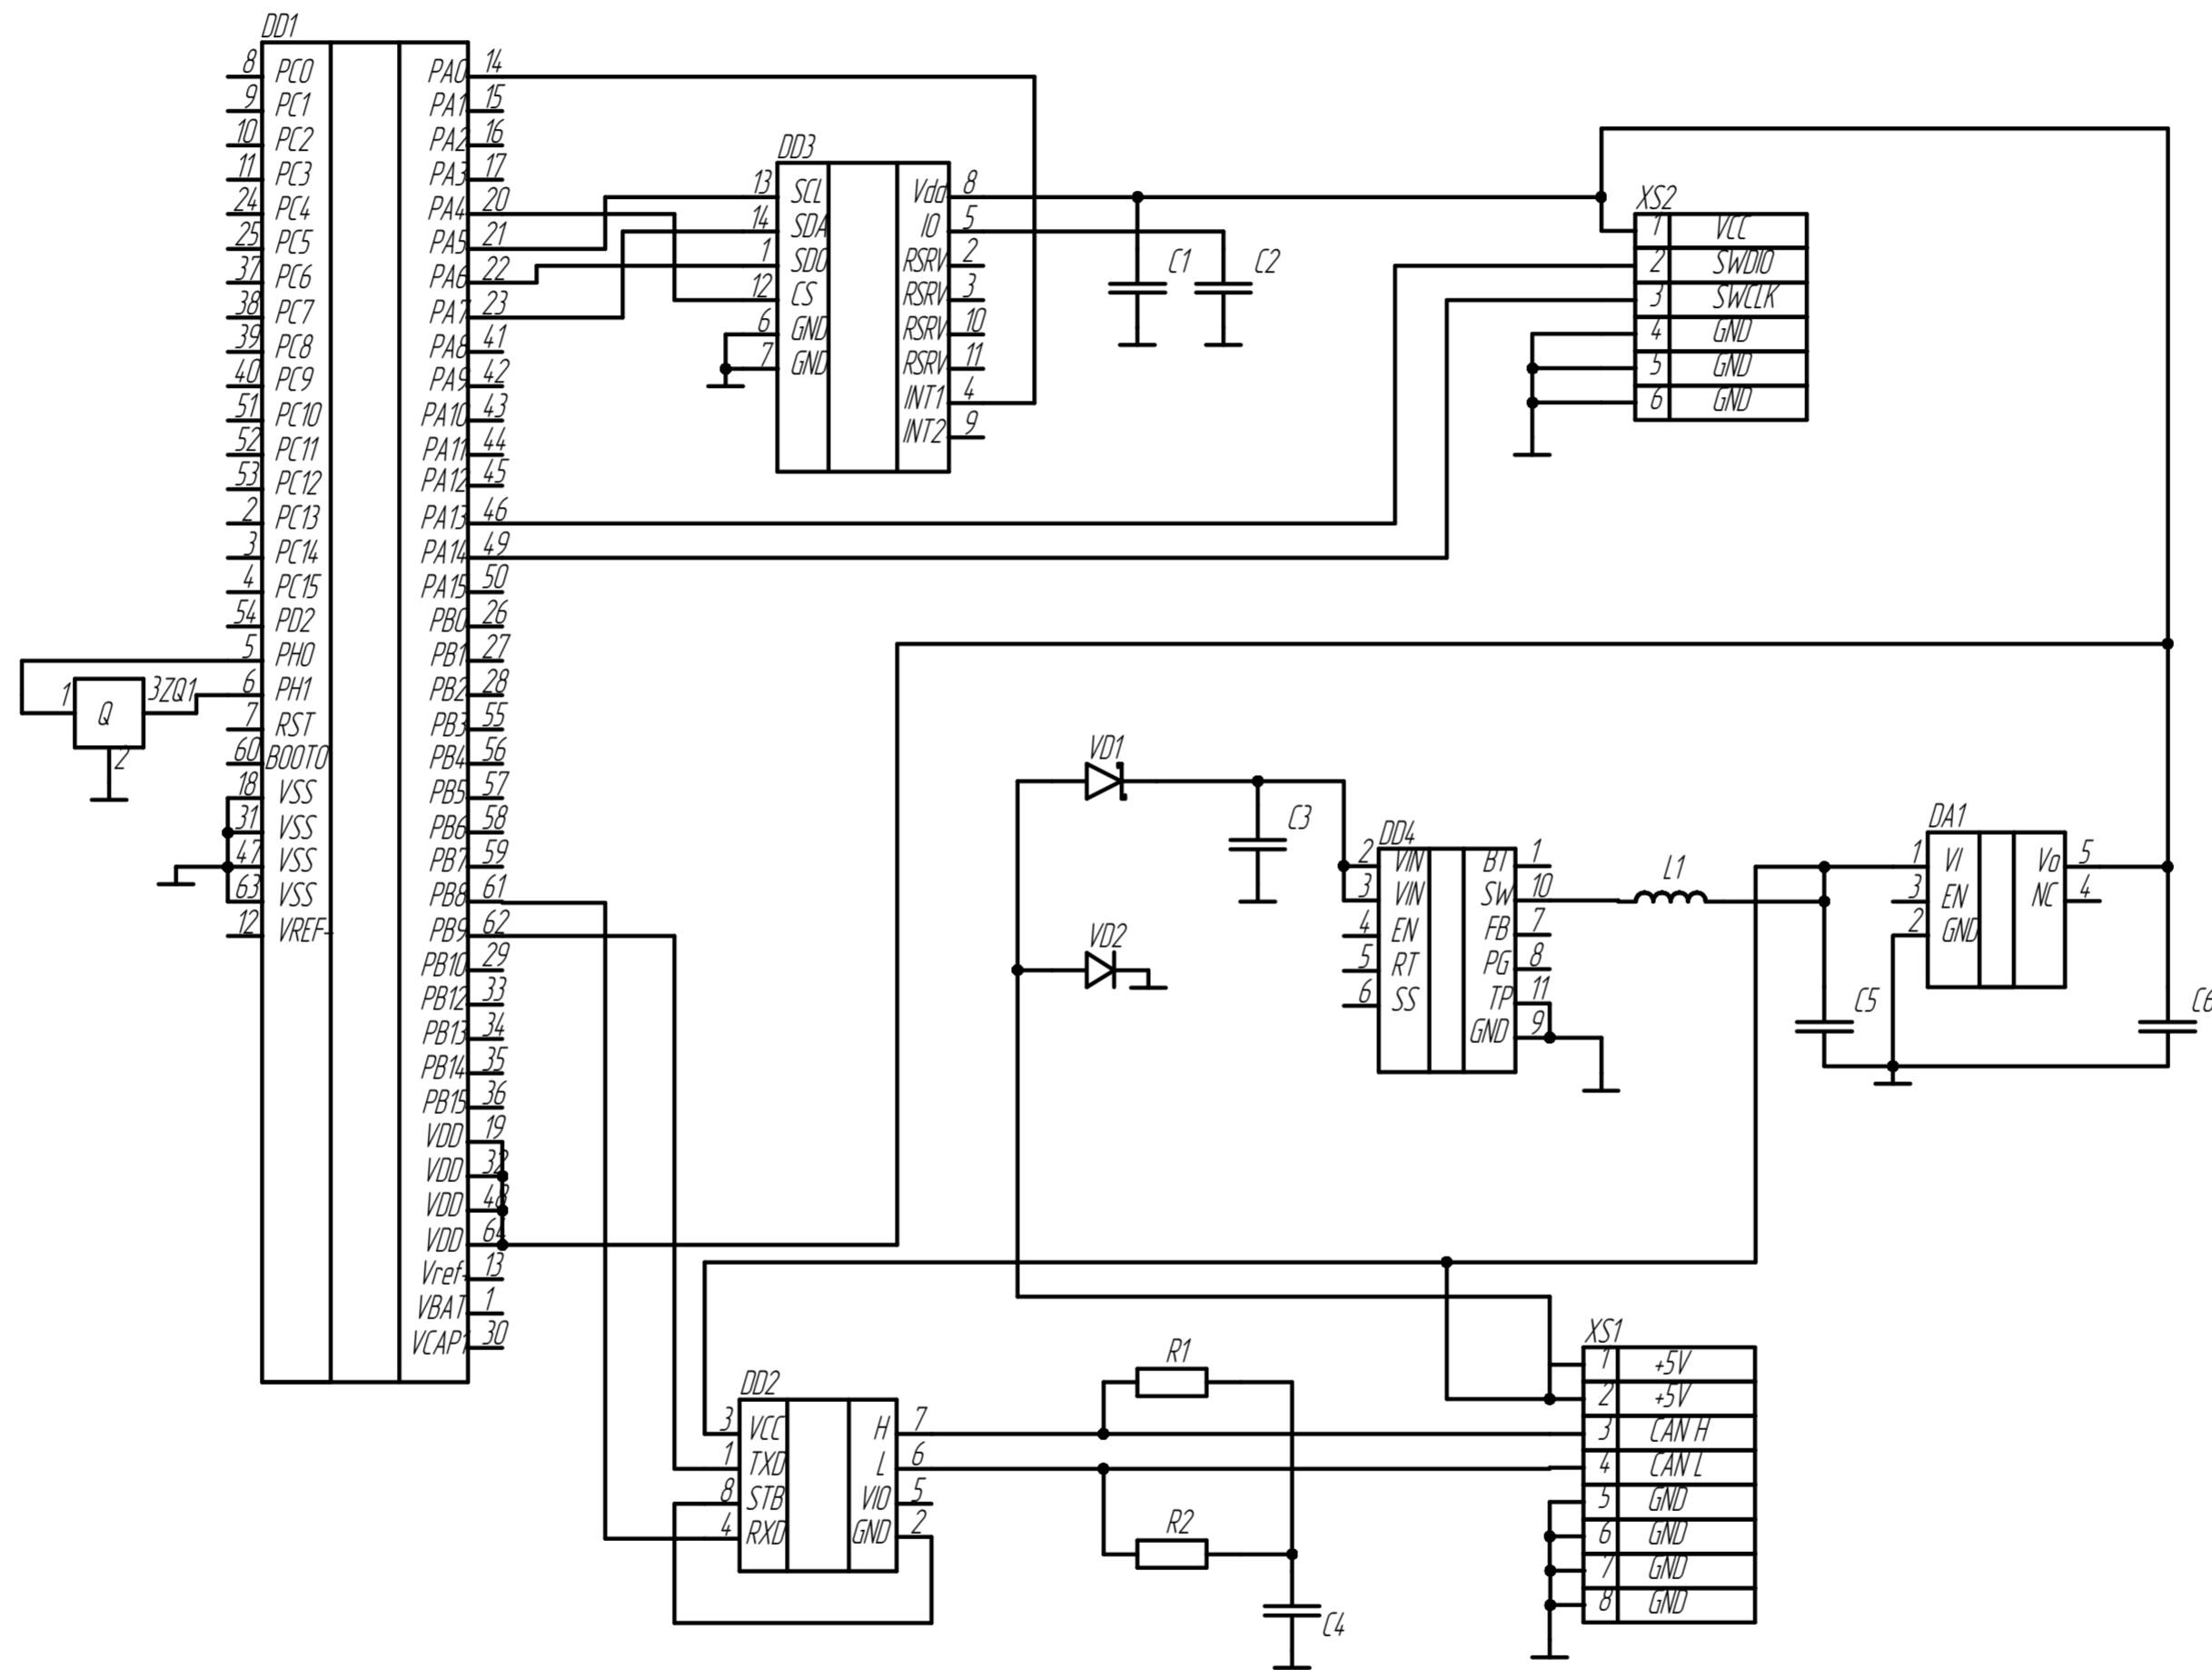 DD1
8 PC0 PA0 14
9 PC1 PA1 15
10 PC2 PA2 16
11 PC3 PA3 17
24 PC4 PA4 20
25 PC5 PA5 21
37 PC6 PA6 22
38 PC7 PA7 23
39 PC8 PA8 41
40 PC9 PA9 42
51 PC10 PA10 43
52 PC11 PA11 44
53 PC12 PA12 45
2 PC13 PA13 46
3 PC14 PA14 49
4 PC15 PA15 50
54 PD2 PB0 26
5 PH0 PB1 27
6 PH1 PB2 28
7 RST PB3 55
60 BOOT0 PB4 56
18 VSS PB5 57
31 VSS PB6 58
47 VSS PB7 59
63 VSS PB8 61
12 VREF- PB9 62
PB10 29
PB12 33
PB13 34
PB14 35
PB15 36
VDD 19
VDD 32
VDD 48
VDD 64
Vref- 13
VBAT 1
VCAP1 30
1 Q 3 ZQ1
2
DD3
13 SCL Vdd 8
14 SDA IO 5
1 SDO RSRV 2
12 CS RSRV 3
6 GND RSRV 10
7 GND RSRV 11
INT1 4
INT2 9
C1
C2
XS2
1 VCC
2 SWDIO
3 SWCLK
4 GND
5 GND
6 GND
VD1
C3
VD2
DD4
2 VIN BT 1
3 VIN SW 10
4 EN FB 7
5 RT PG 8
6 SS TP 11
GND 9
L1
DA1
1 VI Vo 5
3 EN NC 4
2 GND
C5
C6
DD2
3 VCC H 7
1 TXD L 6
8 STB VIO 5
4 RXD GND 2
R1
R2
C4
XS1
1 +5V
2 +5V
3 CAN H
4 CAN L
5 GND
6 GND
7 GND
8 GND